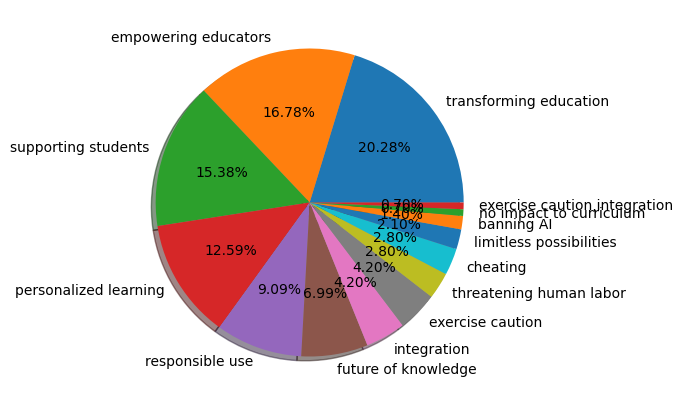 empowering educators
transforming education
supporting students
personalized learning
responsible use
future of knowledge
integration
exercise caution
threatening human labor
cheating
limitless possibilities
banning AI
no impact to curriculum
exercise caution integration
20.28%
16.78%
15.38%
12.59%
9.09%
6.99%
4.20%
4.20%
2.80%
2.80%
2.10%
1.40%
0.70%
0.70%